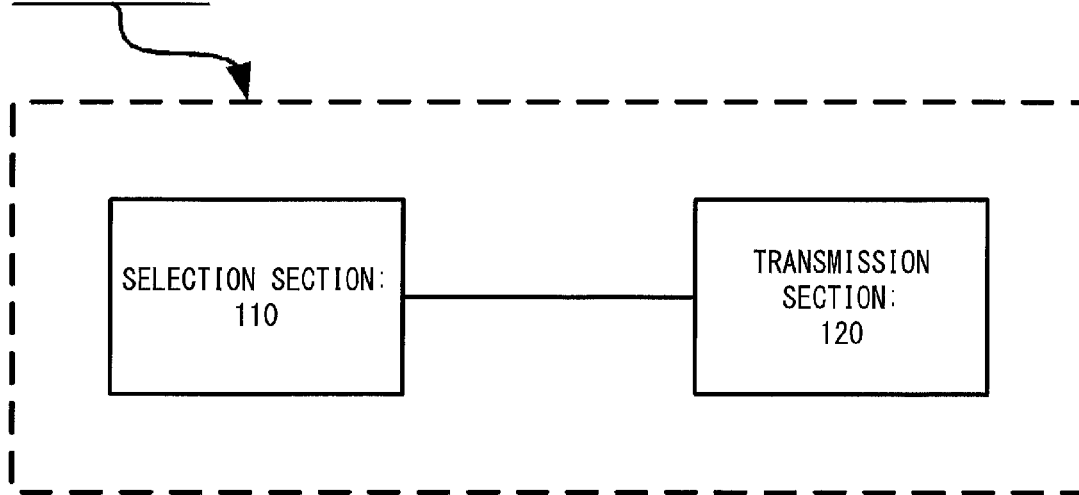 SELECTION SECTION:
110
TRANSMISSION
SECTION:
120